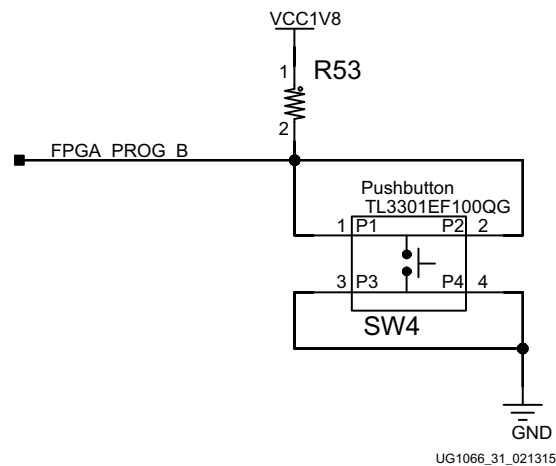 VCC1V8
1
R53
2
FPGA_PROG_B
Pushbutton
TL3301EF100QG
1 P1 P2 2
3 P3 P4 4
SW4
GND
UG1066_31_021315